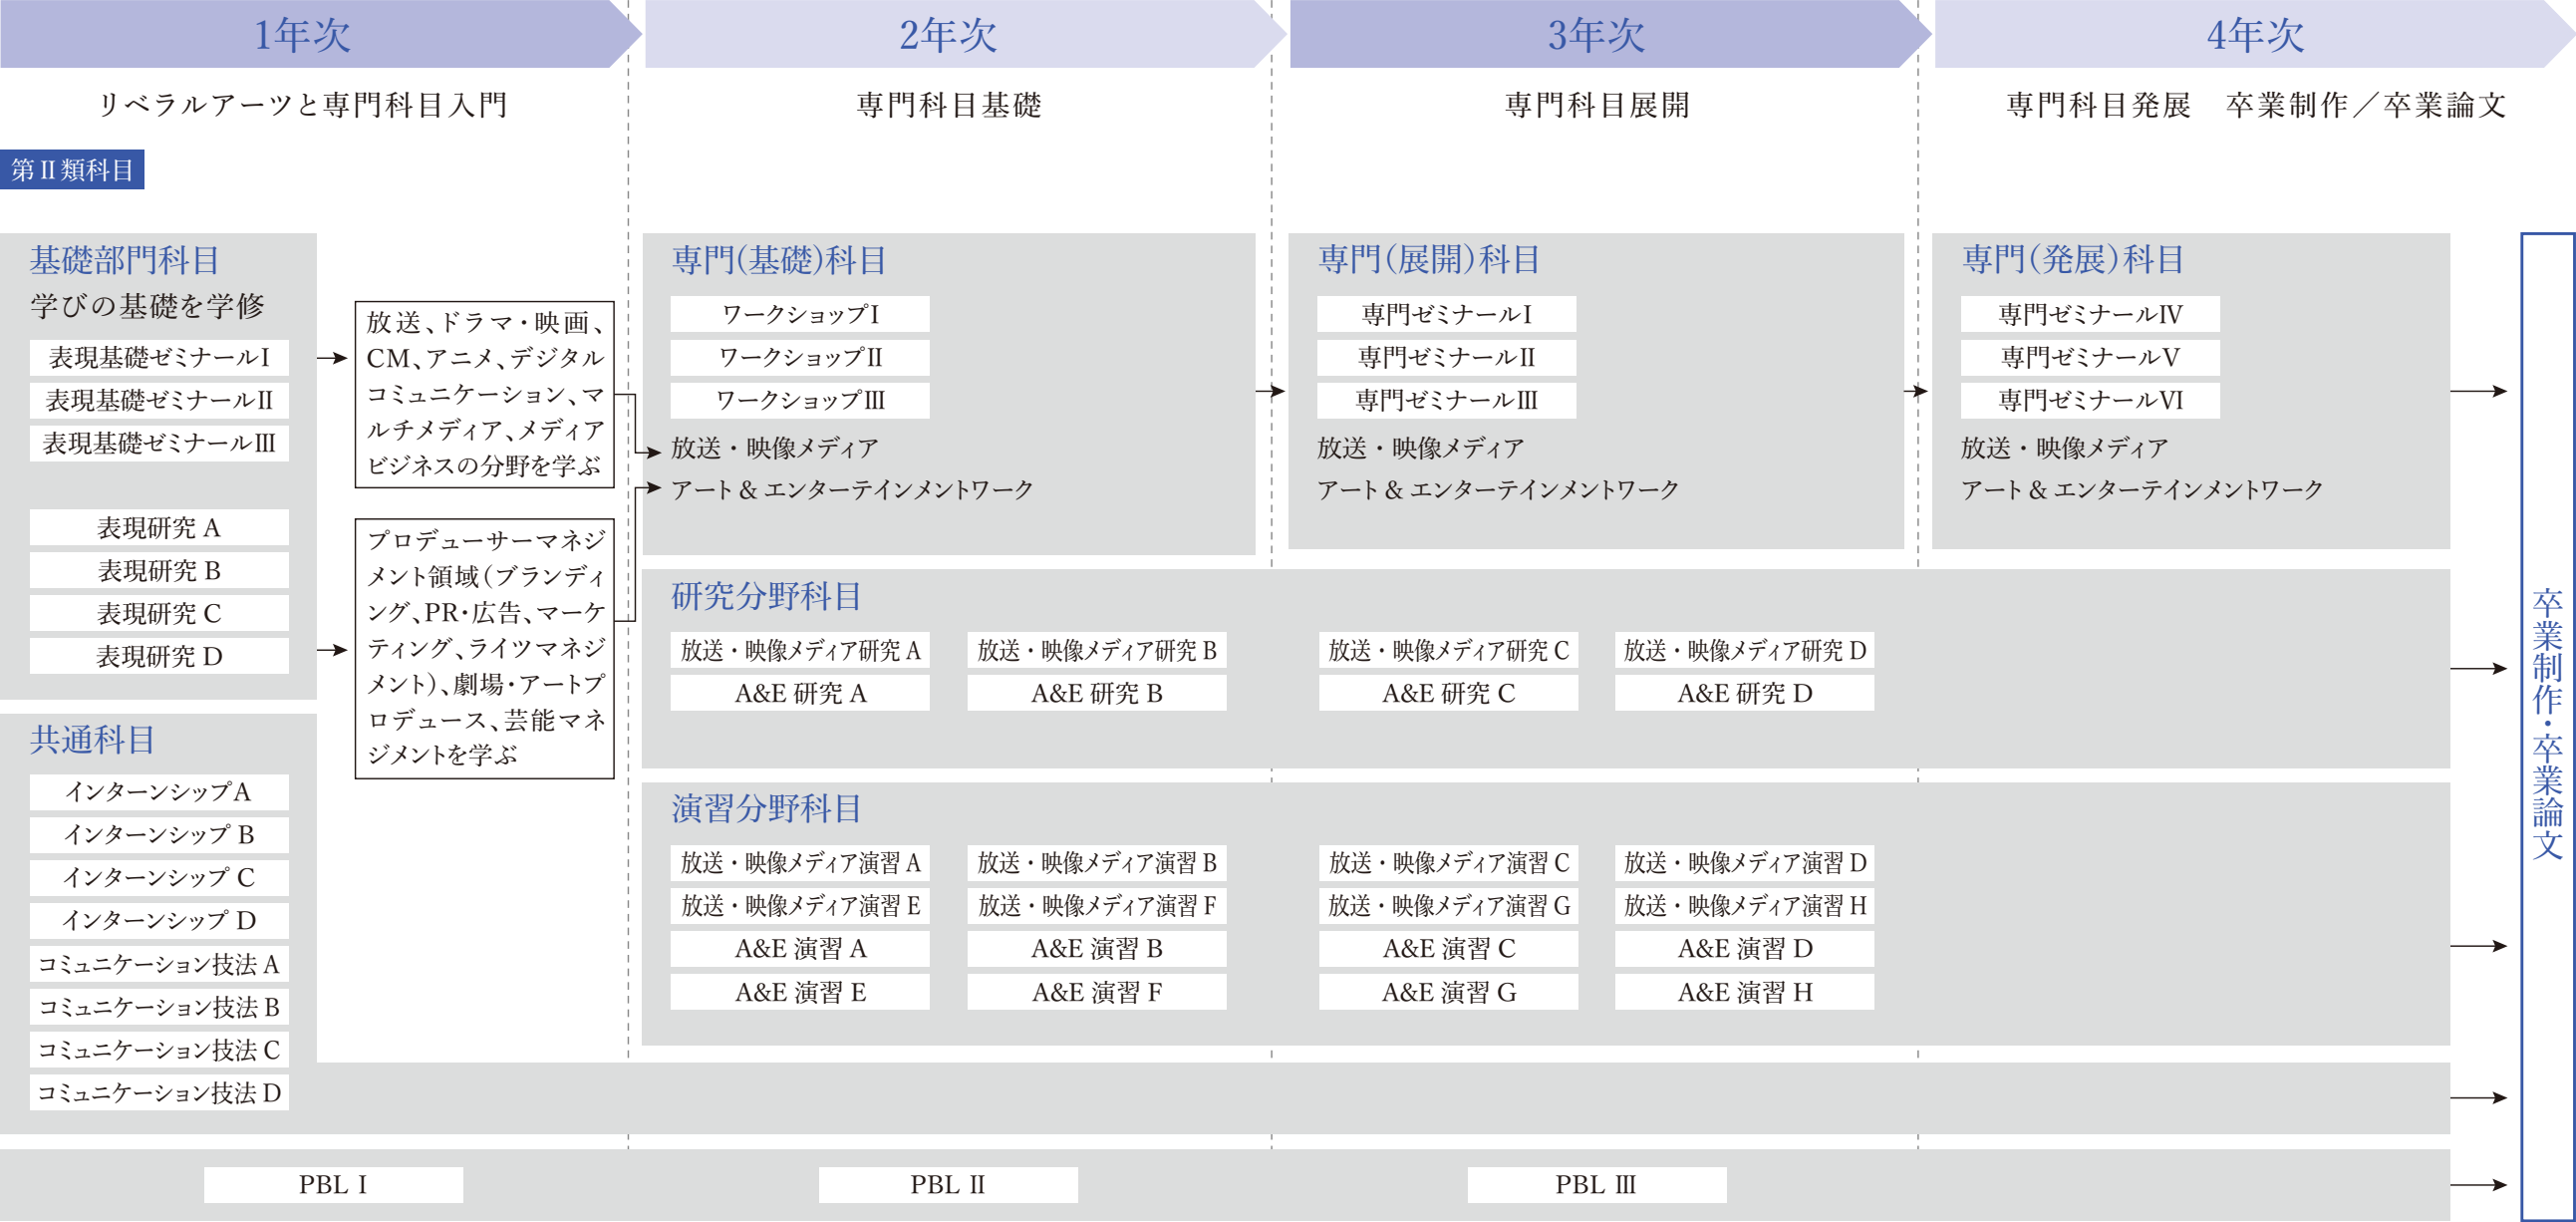 1年次
2年次
3年次
4年次
リベラルアーツと専門科目入門
専門科目基礎
専門科目展開
専門科目発展　卒業制作／卒業論文
第Ⅱ類科目
基礎部門科目
学びの基礎を学修
表現基礎ゼミナールⅠ
表現基礎ゼミナールⅡ
表現基礎ゼミナールⅢ
表現研究 A
表現研究 B
表現研究 C
表現研究 D
共通科目
インターンシップA
インターンシップ B
インターンシップ C
インターンシップ D
コミュニケーション技法 A
コミュニケーション技法 B
コミュニケーション技法 C
コミュニケーション技法 D
放送、ドラマ・映画、
CM、アニメ、デジタル
コミュニケーション、マ
ルチメディア、メディア
ビジネスの分野を学ぶ
プロデューサーマネジ
メント領域（ブランディ
ング、PR・広告、マーケ
ティング、ライツマネジ
メント）、劇場・アートプ
ロデュース、芸能マネ
ジメントを学ぶ
専門(基礎)科目
ワークショップⅠ
ワークショップⅡ
ワークショップⅢ
放送・映像メディア
アート & エンターテインメントワーク
専門(展開)科目
専門ゼミナールⅠ
専門ゼミナールⅡ
専門ゼミナールⅢ
放送・映像メディア
アート & エンターテインメントワーク
専門(発展)科目
専門ゼミナールⅣ
専門ゼミナールⅤ
専門ゼミナールⅥ
放送・映像メディア
アート & エンターテインメントワーク
研究分野科目
放送・映像メディア研究 A
放送・映像メディア研究 B
放送・映像メディア研究 C
放送・映像メディア研究 D
A&E 研究 A
A&E 研究 B
A&E 研究 C
A&E 研究 D
演習分野科目
放送・映像メディア演習 A
放送・映像メディア演習 B
放送・映像メディア演習 C
放送・映像メディア演習 D
放送・映像メディア演習 E
放送・映像メディア演習 F
放送・映像メディア演習 G
放送・映像メディア演習 H
A&E 演習 A
A&E 演習 B
A&E 演習 C
A&E 演習 D
A&E 演習 E
A&E 演習 F
A&E 演習 G
A&E 演習 H
PBL Ⅰ
PBL Ⅱ
PBL Ⅲ
卒業制作・卒業論文